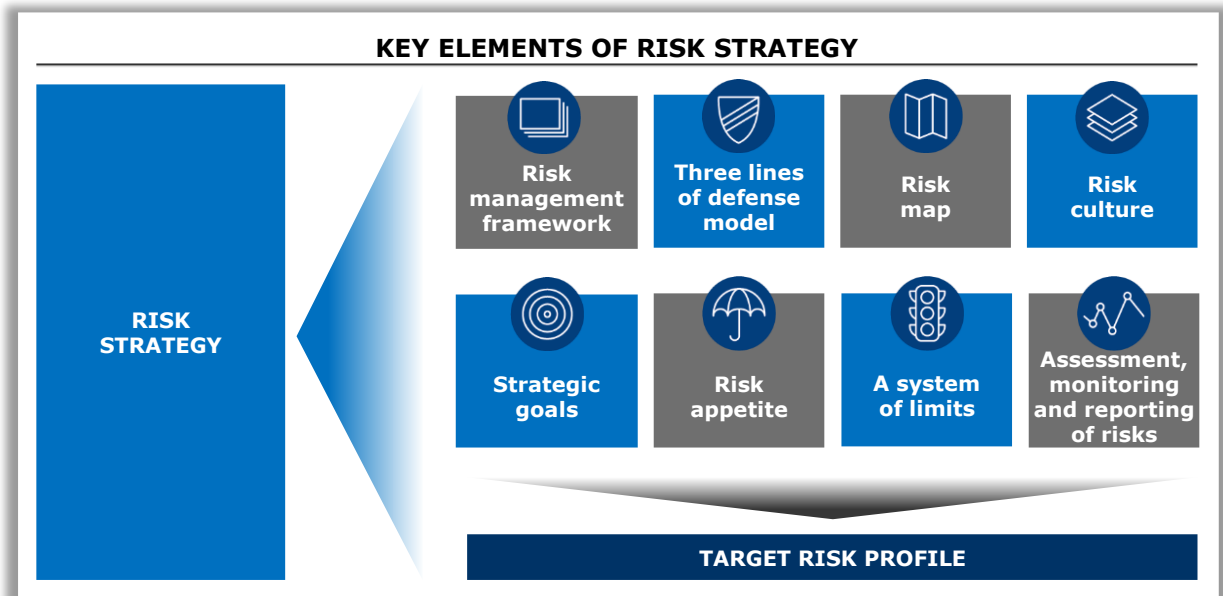 KEY ELEMENTS OF RISK STRATEGY
RISK
STRATEGY
Risk
management
framework
Three lines
of defense
model
Risk
map
Risk
culture
Strategic
goals
Risk
appetite
A system
of limits
Assessment,
monitoring
and reporting
of risks
TARGET RISK PROFILE